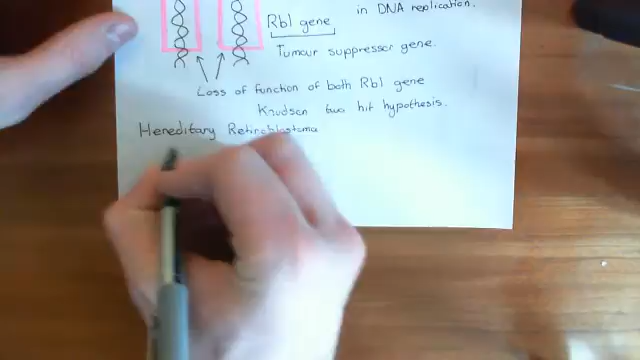 in DNA replication.
Rb1 gene
Tumour suppressor gene.
Loss of function of both Rb1 gene
Knudsen two hit hypothesis.
Hereditary Retinoblastoma